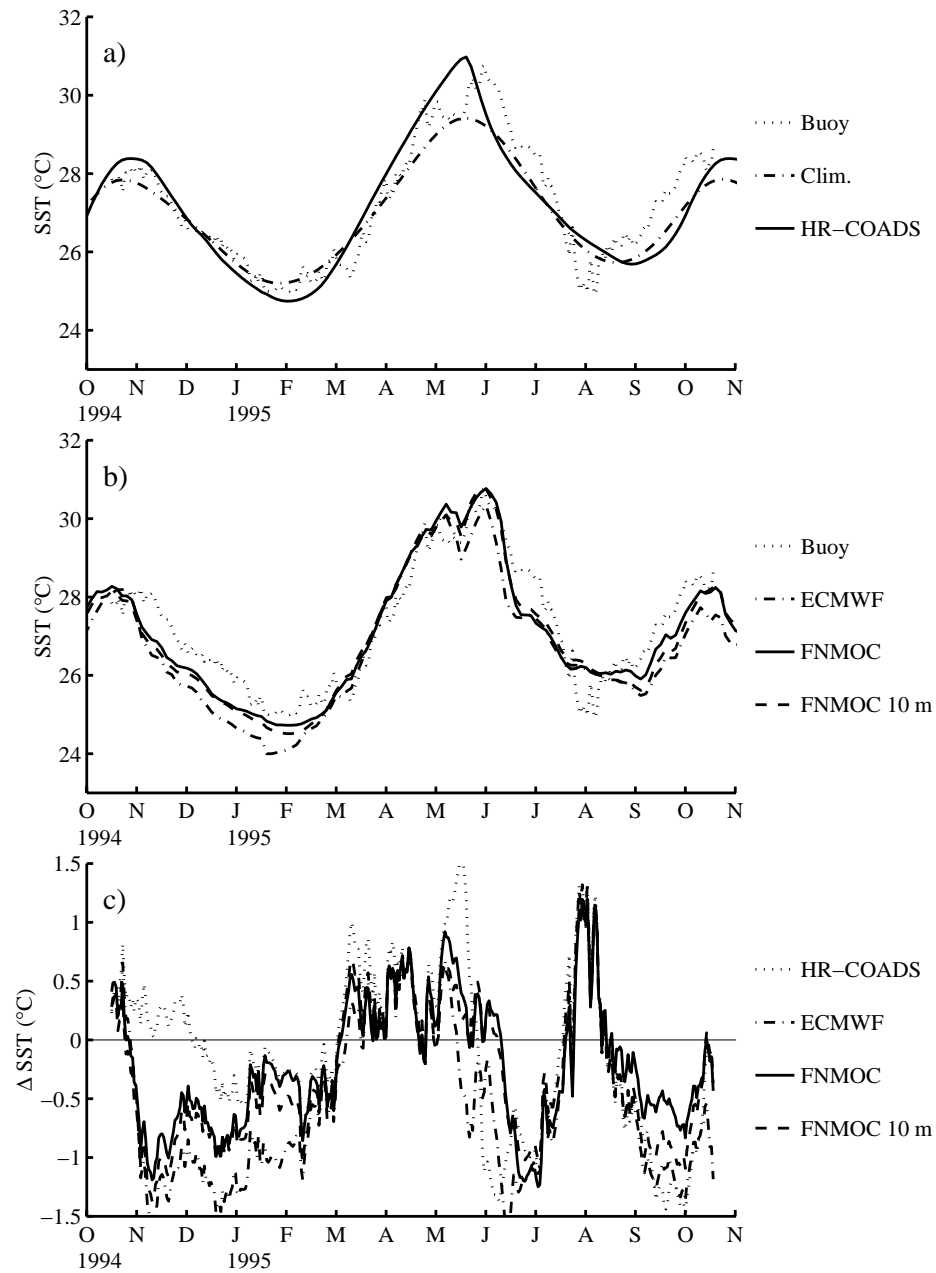 32
a)
30
28
26
24
SST (°C)
O N D J F M A M J J A S O N
1994 1995
Buoy
Clim.
HR−COADS
32
b)
30
28
26
24
SST (°C)
O N D J F M A M J J A S O N
1994 1995
Buoy
ECMWF
FNMOC
FNMOC 10 m
1.5
c)
1
0.5
0
−0.5
−1
−1.5
Δ SST (°C)
O N D J F M A M J J A S O N
1994 1995
HR−COADS
ECMWF
FNMOC
FNMOC 10 m